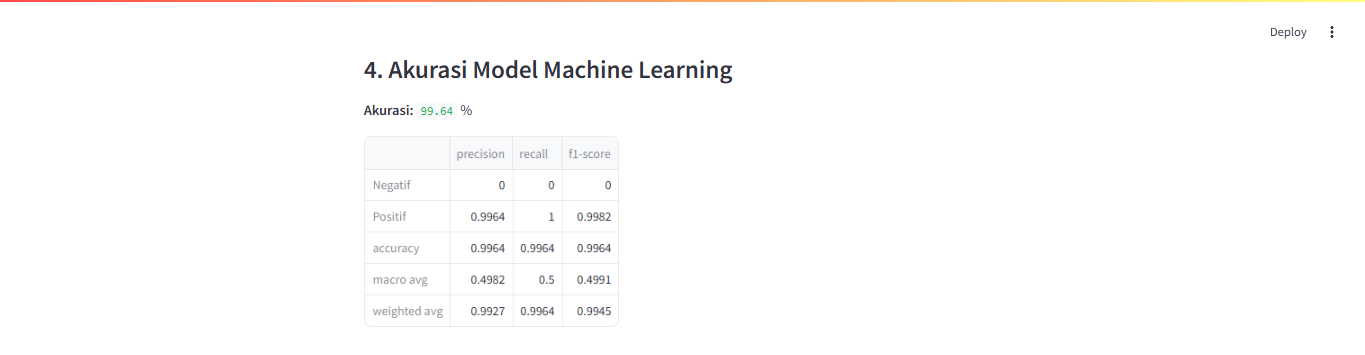 Deploy
4. Akurasi Model Machine Learning
Akurasi: 99.64 %
precision recall f1-score
Negatif 0 0 0
Positif 0.9964 1 0.9982
accuracy 0.9964 0.9964 0.9964
macro avg 0.4982 0.5 0.4991
weighted avg 0.9927 0.9964 0.9945